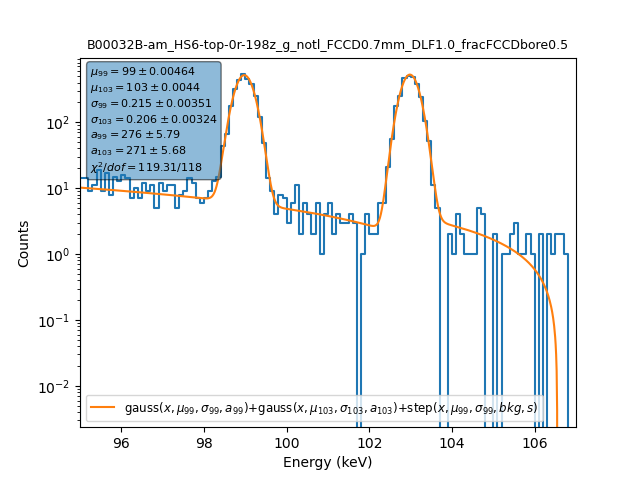 B00032B-am_HS6-top-0r-198z_g_notl_FCCD0.7mm_DLF1.0_fracFCCDbore0.5
μ₉₉ = 99 ± 0.00464
μ₁₀₃ = 103 ± 0.0044
σ₉₉ = 0.215 ± 0.00351
σ₁₀₃ = 0.206 ± 0.00324
a₉₉ = 276 ± 5.79
a₁₀₃ = 271 ± 5.68
χ²/dof = 119.31/118
Counts
10²
10¹
10⁰
10⁻¹
10⁻²
gauss(x, μ₉₉, σ₉₉, a₉₉)+gauss(x, μ₁₀₃, σ₁₀₃, a₁₀₃)+step(x, μ₉₉, σ₉₉, bkg, s)
96 98 100 102 104 106
Energy (keV)